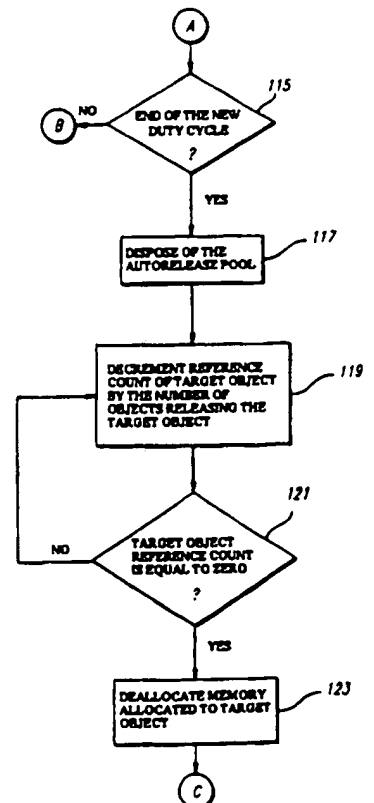 A
115
NO
B
END OF THE NEW
DUTY CYCLE
?
YES
117
DISPOSE OF THE
AUTORELEASE POOL
DECREMENT REFERENCE
COUNT OF TARGET OBJECT
BY THE NUMBER OF
OBJECTS RELEASING THE
TARGET OBJECT
119
121
NO
TARGET OBJECT
REFERENCE COUNT
IS EQUAL TO ZERO
?
YES
123
DEALLOCATE MEMORY
ALLOCATED TO TARGET
OBJECT
C